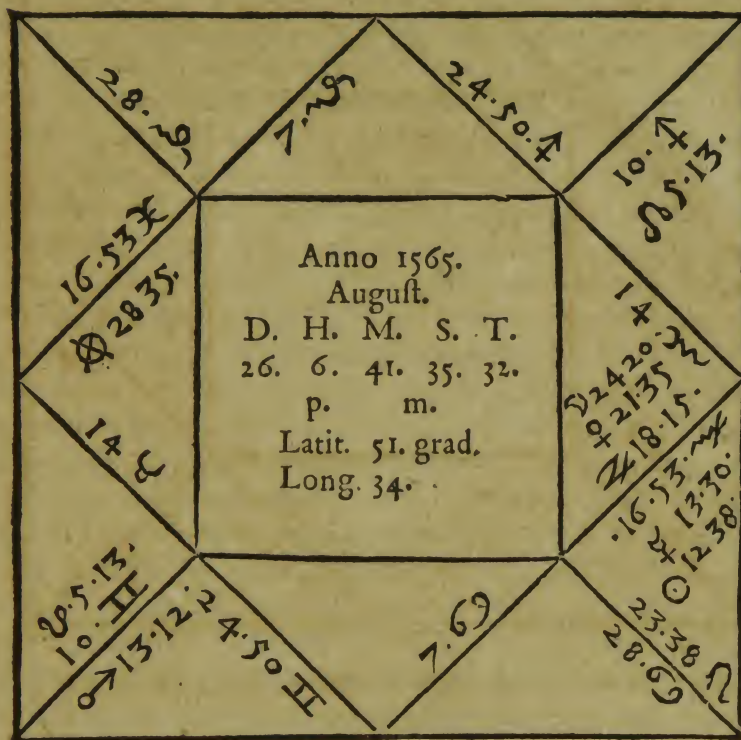 28. ♑
7. ♑
24.50. ♐
10. ♐
☊ 5.13.
16.53 ♓
⊗ 28 35.
Anno 1565.
Auguſt.
D. H. M. S. T.
26. 6. 41. 35. 32.
p. m.
Latit. 51. grad.
Long. 34.
14.
☽ 24 20.
♀ 21.35
18.15.
.16.53. ♍
13.30.
☉ 12 38.
14 ♉
☋.5.13.
10. ♊
♂ 13.12.
24.50 ♊
7.♋
23.38 ♌
28.♋